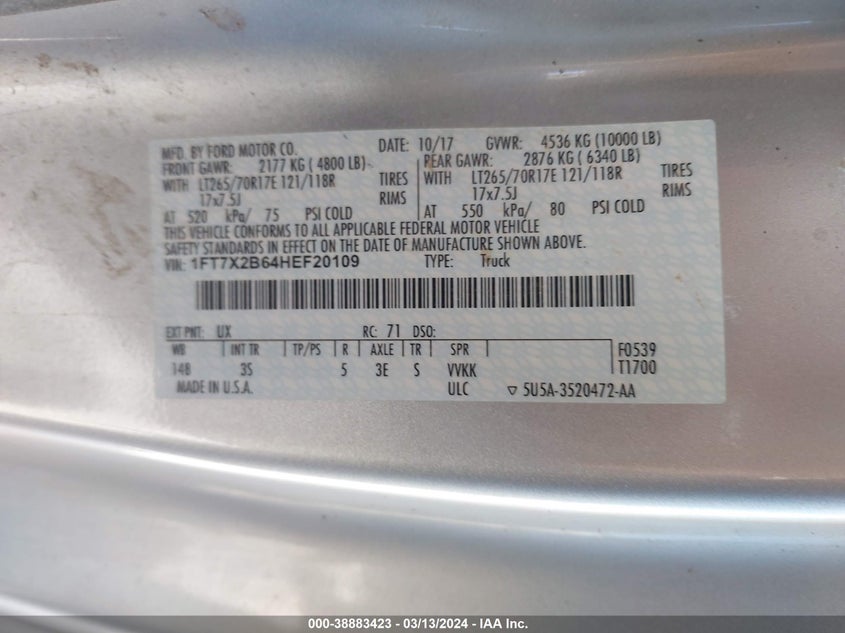 MFD. BY FORD MOTOR CO. DATE: 10/17 GVWR: 4536 KG (10000 LB)
FRONT GAWR: 2177 KG ( 4800 LB) REAR GAWR: 2876 KG ( 6340 LB)
WITH LT265/70R17E 121/118R TIRES WITH LT265/70R17E 121/118R TIRES
17x7.5J RIMS 17x7.5J RIMS
AT 520 kPa/ 75 PSI COLD AT 550 kPa/ 80 PSI COLD
THIS VEHICLE CONFORMS TO ALL APPLICABLE FEDERAL MOTOR VEHICLE
SAFETY STANDARDS IN EFFECT ON THE DATE OF MANUFACTURE SHOWN ABOVE.
VIN: 1FT7X2B64HEF20109 TYPE: Truck
EXT PNT: UX RC: 71 DSO:
WB INT TR TP/PS R AXLE TR SPR F0539
148 3S 5 3E S VVKK T1700
MADE IN U.S.A. ULC ▽ 5U5A-3520472-AA
000-38883423 - 03/13/2024 - IAA Inc.